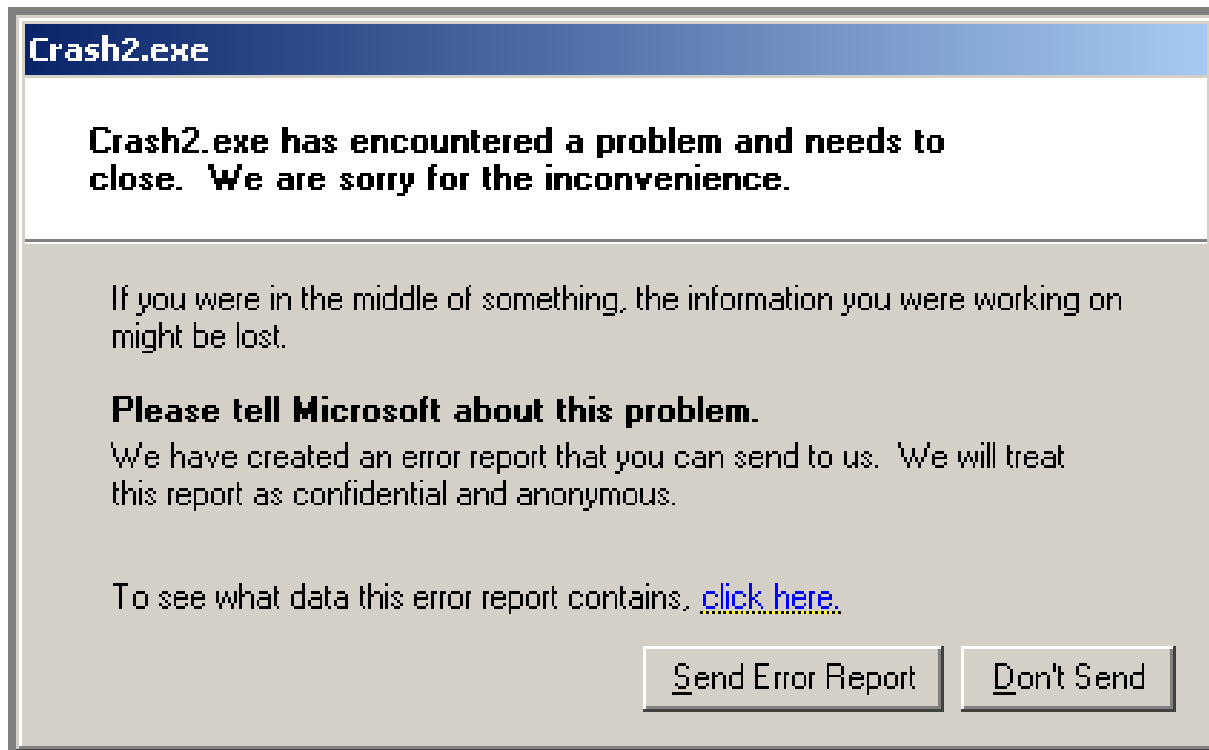 Crash2.exe
Crash2.exe has encountered a problem and needs to
close.  We are sorry for the inconvenience.
If you were in the middle of something, the information you were working on
might be lost.
Please tell Microsoft about this problem.
We have created an error report that you can send to us.  We will treat
this report as confidential and anonymous.
To see what data this error report contains, click here.
Send Error Report
Don't Send